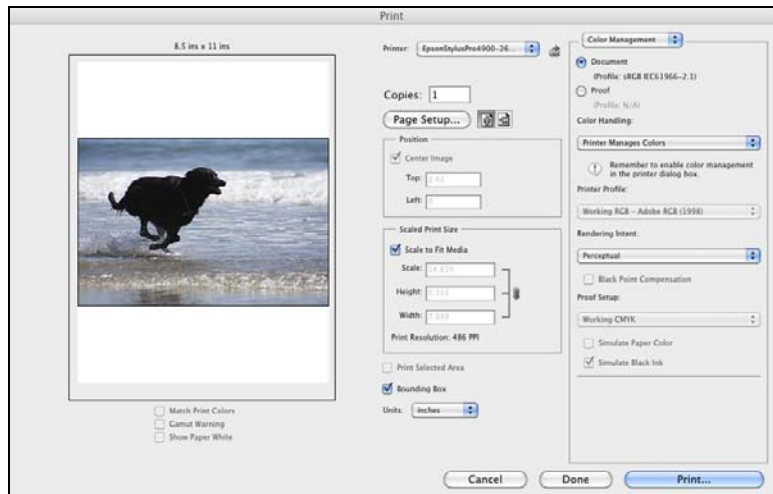 Print
8.5 ins x 11 ins
Match Print Colors
Gamut Warning
Show Paper White
Printer: EpsonStylusPro4900-26...
Copies: 1
Page Setup...
Position
Center Image
Top:
Left:
Scaled Print Size
Scale to Fit Media
Scale:
Height:
Width:
Print Resolution: 486 PPI
Print Selected Area
Bounding Box
Units: inches
Color Management
Document
(Profile: sRGB IEC61966-2.1)
Proof
(Profile: N/A)
Color Handling:
Printer Manages Colors
Remember to enable color management
in the printer dialog box.
Printer Profile:
Working RGB - Adobe RGB (1998)
Rendering Intent:
Perceptual
Black Point Compensation
Proof Setup:
Working CMYK
Simulate Paper Color
Simulate Black Ink
Cancel
Done
Print...